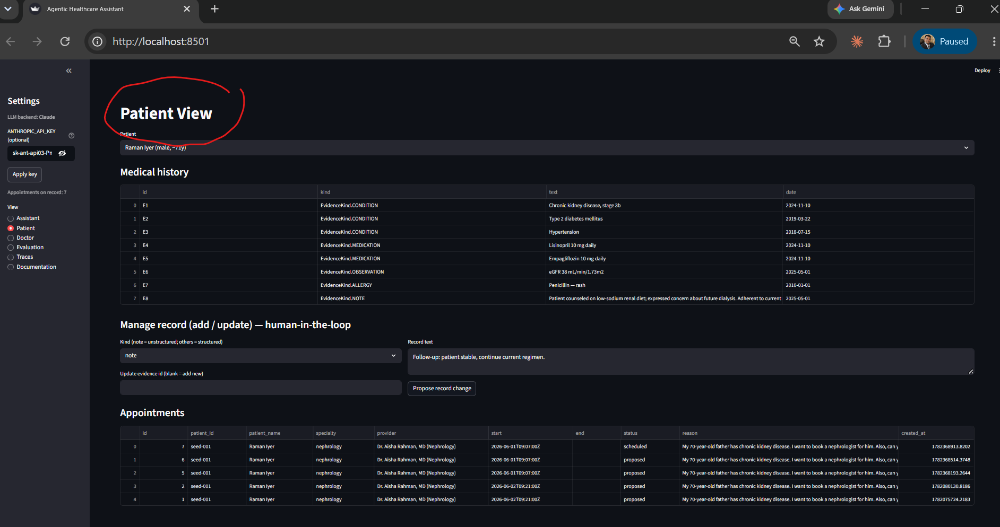 Agentic Healthcare Assistant
Ask Gemini
http://localhost:8501
Paused
Deploy
Settings
LLM backend: Claude
ANTHROPIC_API_KEY
(optional)
sk-ant-api03-Pn
Apply key
Appointments on record: 7
View
Assistant
Patient
Doctor
Evaluation
Traces
Documentation
Patient View
Patient
Raman Iyer (male, ~71y)
Medical history
id kind text date
0 E1 EvidenceKind.CONDITION Chronic kidney disease, stage 3b 2024-11-10
1 E2 EvidenceKind.CONDITION Type 2 diabetes mellitus 2019-03-22
2 E3 EvidenceKind.CONDITION Hypertension 2018-07-15
3 E4 EvidenceKind.MEDICATION Lisinopril 10 mg daily 2024-11-10
4 E5 EvidenceKind.MEDICATION Empagliflozin 10 mg daily 2024-11-10
5 E6 EvidenceKind.OBSERVATION eGFR 38 mL/min/1.73m2 2025-05-01
6 E7 EvidenceKind.ALLERGY Penicillin — rash 2010-01-01
7 E8 EvidenceKind.NOTE Patient counseled on low-sodium renal diet; expressed concern about future dialysis. Adherent to current 2025-05-01
Manage record (add / update) — human-in-the-loop
Kind (note = unstructured; others = structured)
note
Record text
Follow-up: patient stable, continue current regimen.
Update evidence id (blank = add new)
Propose record change
Appointments
id patient_id patient_name specialty provider start end status reason created_at
0 7 seed-001 Raman Iyer nephrology Dr. Aisha Rahman, MD (Nephrology) 2026-06-01T09:07:00Z scheduled My 70-year-old father has chronic kidney disease. I want to book a nephrologist for him. Also, can y 1782368913.8202
1 6 seed-001 Raman Iyer nephrology Dr. Aisha Rahman, MD (Nephrology) 2026-06-01T09:07:00Z proposed My 70-year-old father has chronic kidney disease. I want to book a nephrologist for him. Also, can y 1782368514.3748
2 5 seed-001 Raman Iyer nephrology Dr. Aisha Rahman, MD (Nephrology) 2026-06-01T09:07:00Z proposed My 70-year-old father has chronic kidney disease. I want to book a nephrologist for him. Also, can y 1782368193.2644
3 2 seed-001 Raman Iyer nephrology Dr. Aisha Rahman, MD (Nephrology) 2026-06-02T09:21:00Z proposed My 70-year-old father has chronic kidney disease. I want to book a nephrologist for him. Also, can y 1782080130.8186
4 1 seed-001 Raman Iyer nephrology Dr. Aisha Rahman, MD (Nephrology) 2026-06-02T09:21:00Z proposed My 70-year-old father has chronic kidney disease. I want to book a nephrologist for him. Also, can y 1782075724.2183